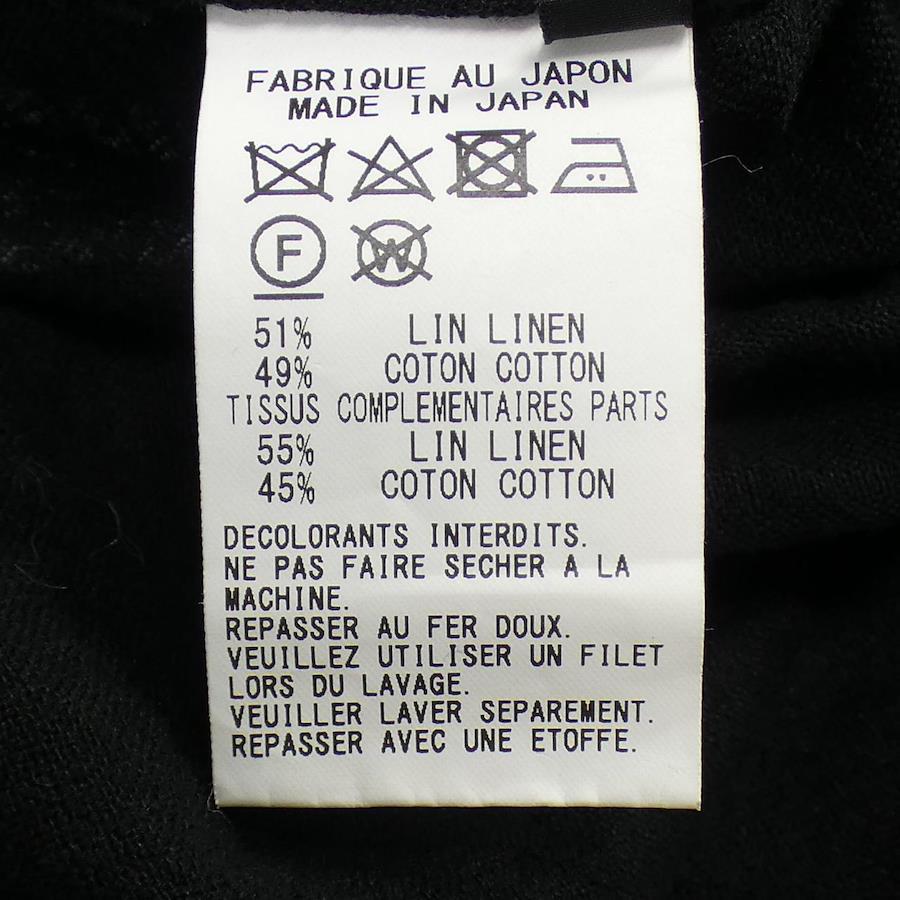 FABRIQUE AU JAPON
MADE IN JAPAN
F W
51% LIN LINEN
49% COTON COTTON
TISSUS COMPLEMENTAIRES PARTS
55% LIN LINEN
45% COTON COTTON
DECOLORANTS INTERDITS.
NE PAS FAIRE SECHER A LA
MACHINE.
REPASSER AU FER DOUX.
VEUILLEZ UTILISER UN FILET
LORS DU LAVAGE.
VEUILLER LAVER SEPAREMENT.
REPASSER AVEC UNE ETOFFE.